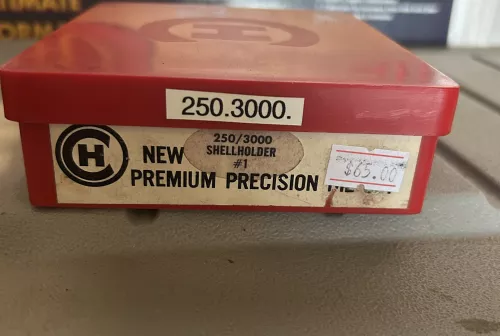 250.3000.
250/3000
SHELLHOLDER
#1
CH
NEW
PREMIUM PRECISION
$65.00